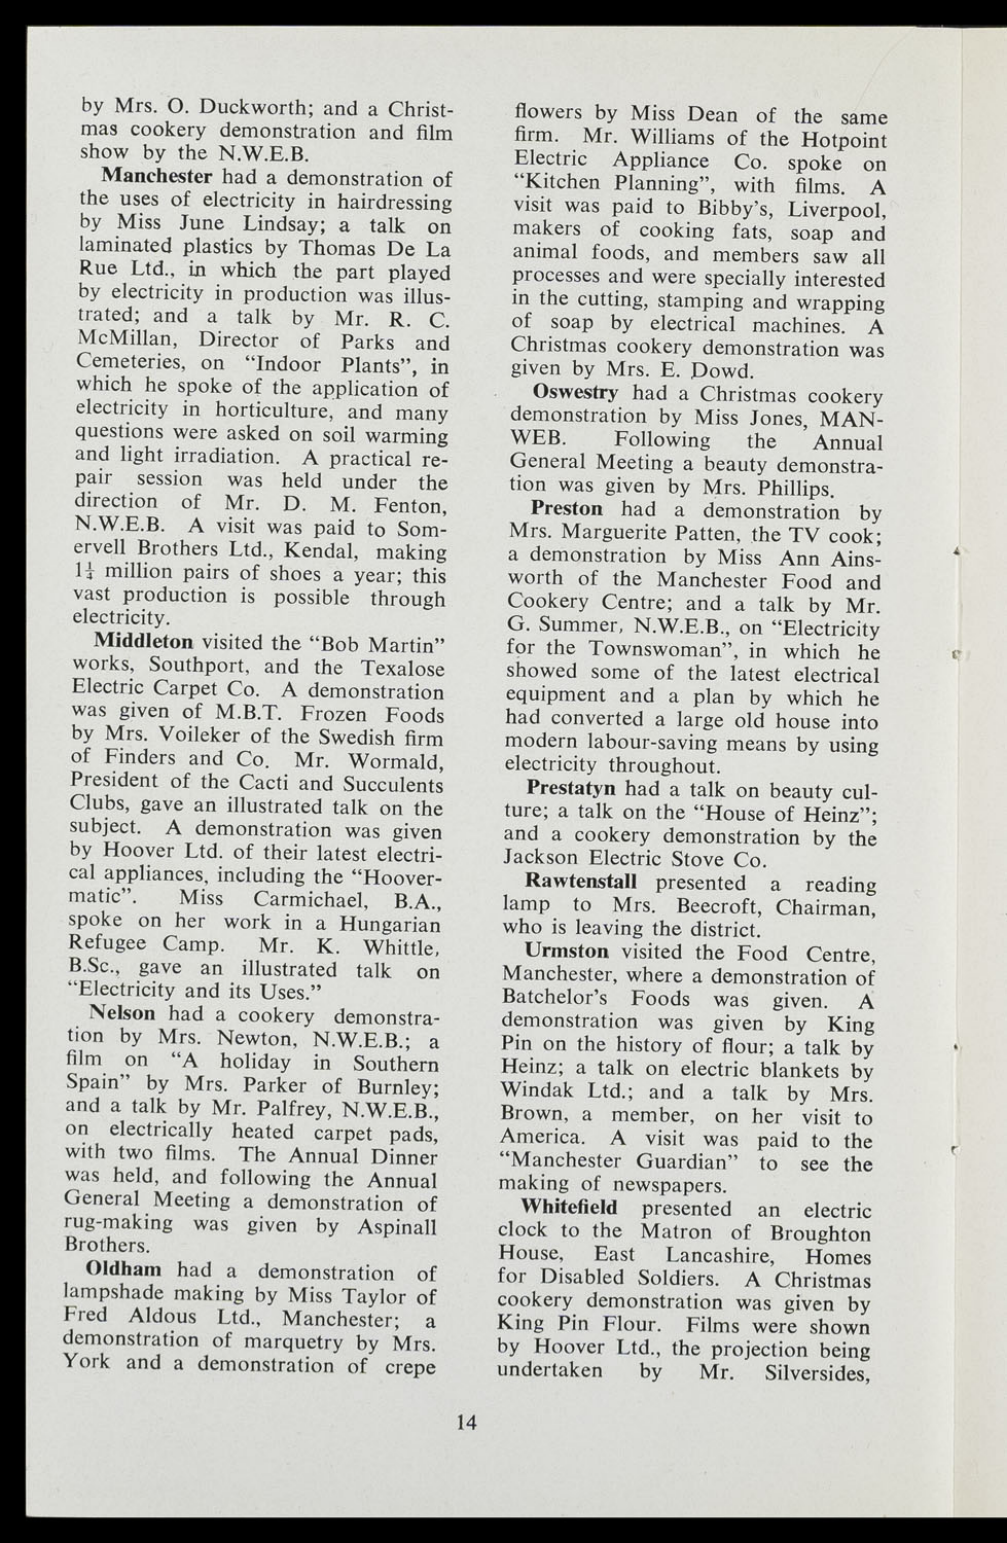 by Mrs. O. Duckworth; and a Christ-
mas cookery demonstration and film
show by the N.W.E.B.
Manchester had a demonstration of
the uses of electricity in hairdressing
by Miss June Lindsay; a talk on
laminated plastics by Thomas De La
Rue Ltd., in which the part played
by electricity in production was illus-
trated; and a talk by Mr. R. C.
McMillan, Director of Parks and
Cemeteries, on “Indoor Plants”, in
which he spoke of the application of
electricity in horticulture, and many
questions were asked on soil warming
and light irradiation. A practical re-
pair session was held under the
direction of Mr. D. M. Fenton,
N.W.E.B. A visit was paid to Som-
ervell Brothers Ltd., Kendal, making
1¼ million pairs of shoes a year; this
vast production is possible through
electricity.
Middleton visited the “Bob Martin”
works, Southport, and the Texalose
Electric Carpet Co. A demonstration
was given of M.B.T. Frozen Foods
by Mrs. Voileker of the Swedish firm
of Finders and Co. Mr. Wormald,
President of the Cacti and Succulents
Clubs, gave an illustrated talk on the
subject. A demonstration was given
by Hoover Ltd. of their latest electri-
cal appliances, including the “Hoover-
matic”. Miss Carmichael, B.A.,
spoke on her work in a Hungarian
Refugee Camp. Mr. K. Whittle,
B.Sc., gave an illustrated talk on
“Electricity and its Uses.”
Nelson had a cookery demonstra-
tion by Mrs. Newton, N.W.E.B.; a
film on “A holiday in Southern
Spain” by Mrs. Parker of Burnley;
and a talk by Mr. Palfrey, N.W.E.B.,
on electrically heated carpet pads,
with two films. The Annual Dinner
was held, and following the Annual
General Meeting a demonstration of
rug-making was given by Aspinall
Brothers.
Oldham had a demonstration of
lampshade making by Miss Taylor of
Fred Aldous Ltd., Manchester; a
demonstration of marquetry by Mrs.
York and a demonstration of crepe
flowers by Miss Dean of the same
firm. Mr. Williams of the Hotpoint
Electric Appliance Co. spoke on
“Kitchen Planning”, with films. A
visit was paid to Bibby's, Liverpool,
makers of cooking fats, soap and
animal foods, and members saw all
processes and were specially interested
in the cutting, stamping and wrapping
of soap by electrical machines. A
Christmas cookery demonstration was
given by Mrs. E. Dowd.
Oswestry had a Christmas cookery
demonstration by Miss Jones, MAN-
WEB. Following the Annual
General Meeting a beauty demonstra-
tion was given by Mrs. Phillips.
Preston had a demonstration by
Mrs. Marguerite Patten, the TV cook;
a demonstration by Miss Ann Ains-
worth of the Manchester Food and
Cookery Centre; and a talk by Mr.
G. Summer, N.W.E.B., on “Electricity
for the Townswoman”, in which he
showed some of the latest electrical
equipment and a plan by which he
had converted a large old house into
modern labour-saving means by using
electricity throughout.
Prestatyn had a talk on beauty cul-
ture; a talk on the “House of Heinz”;
and a cookery demonstration by the
Jackson Electric Stove Co.
Rawtenstall presented a reading
lamp to Mrs. Beecroft, Chairman,
who is leaving the district.
Urmston visited the Food Centre,
Manchester, where a demonstration of
Batchelor's Foods was given. A
demonstration was given by King
Pin on the history of flour; a talk by
Heinz; a talk on electric blankets by
Windak Ltd.; and a talk by Mrs.
Brown, a member, on her visit to
America. A visit was paid to the
“Manchester Guardian” to see the
making of newspapers.
Whitefield presented an electric
clock to the Matron of Broughton
House, East Lancashire, Homes
for Disabled Soldiers. A Christmas
cookery demonstration was given by
King Pin Flour. Films were shown
by Hoover Ltd., the projection being
undertaken by Mr. Silversides,
14